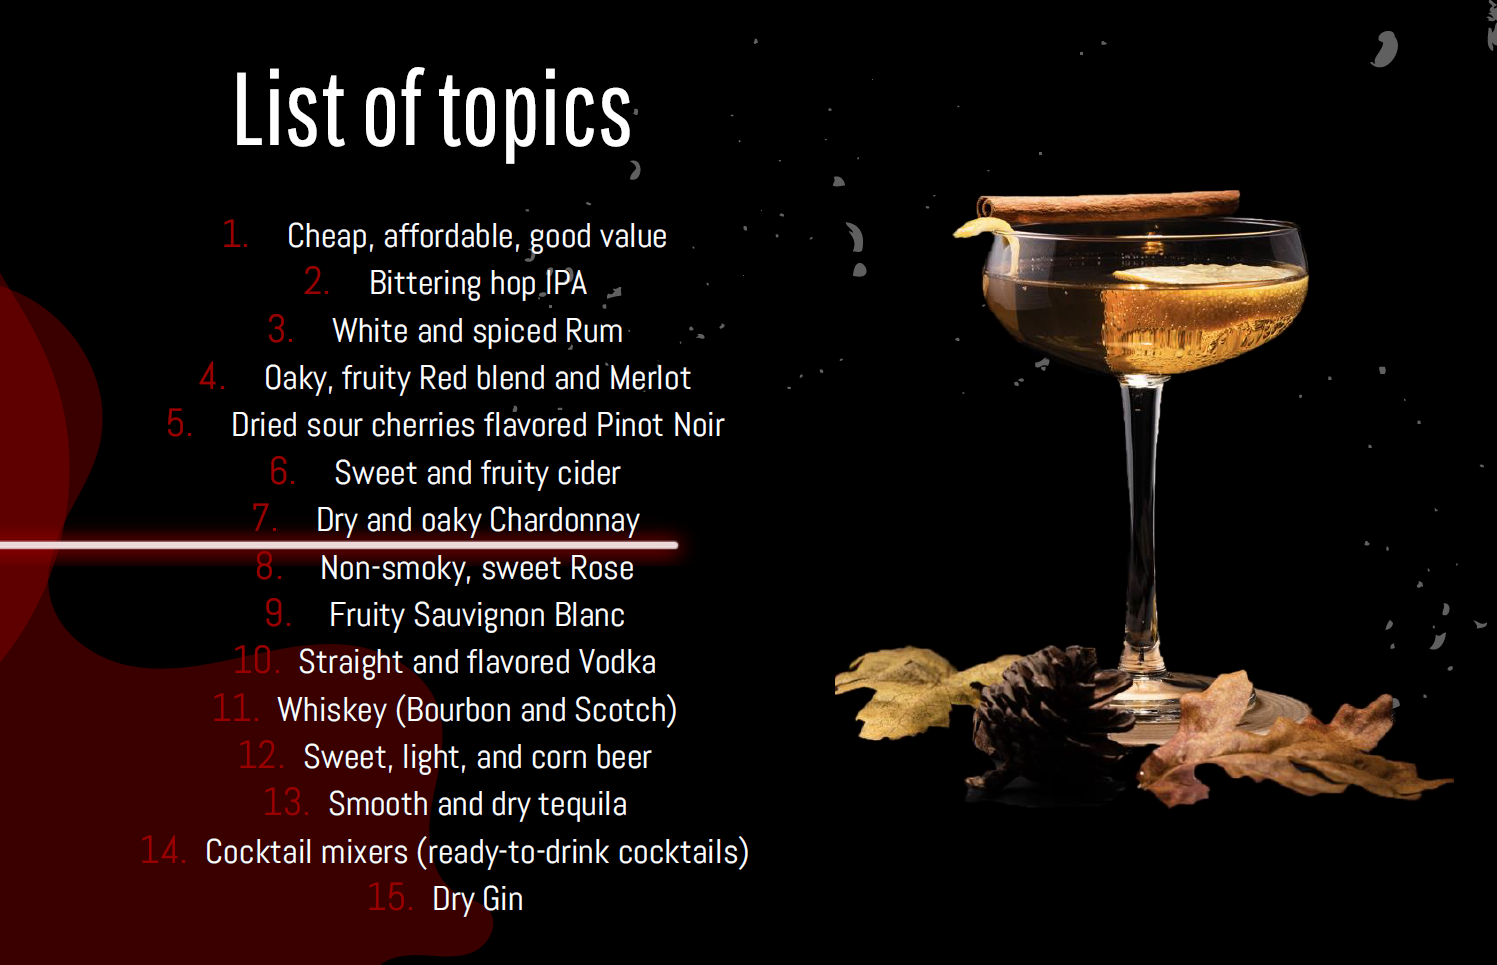 List of topics
1. Cheap, affordable, good value
2. Bittering hop IPA
3. White and spiced Rum
4. Oaky, fruity Red blend and Merlot
5. Dried sour cherries flavored Pinot Noir
6. Sweet and fruity cider
7. Dry and oaky Chardonnay
8. Non-smoky, sweet Rose
9. Fruity Sauvignon Blanc
10. Straight and flavored Vodka
11. Whiskey (Bourbon and Scotch)
12. Sweet, light, and corn beer
13. Smooth and dry tequila
14. Cocktail mixers (ready-to-drink cocktails)
15. Dry Gin